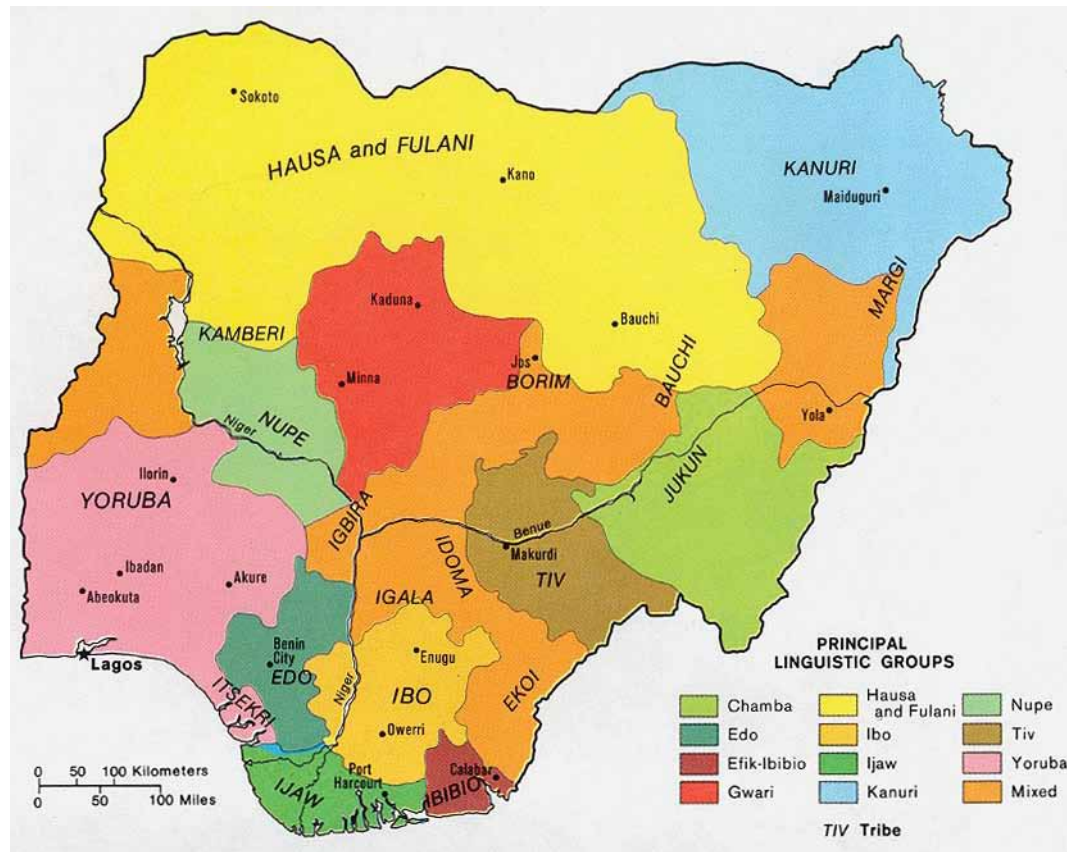 Sokoto
HAUSA and FULANI
Kano
KANURI
Maiduguri
MARGI
Kaduna
Bauchi
KAMBERI
Jos
BORIM
BAUCHI
Minna
Yola
NUPE
Niger
Ilorin
YORUBA
JUKUN
IGBIRA
Benue
Makurdi
IDOMA
TIV
Ibadan
Akure
Abeokuta
IGALA
Lagos
Benin
City
EDO
Enugu
IBO
Niger
EKOI
ITSEKRI
Owerri
Port
Harcourt
Calabar
IJAW
IBIBIO
0 50 100 Kilometers
0 50 100 Miles
PRINCIPAL
LINGUISTIC GROUPS
Chamba
Edo
Efik-Ibibio
Gwari
Hausa
and Fulani
Ibo
Ijaw
Kanuri
Nupe
Tiv
Yoruba
Mixed
TIV Tribe